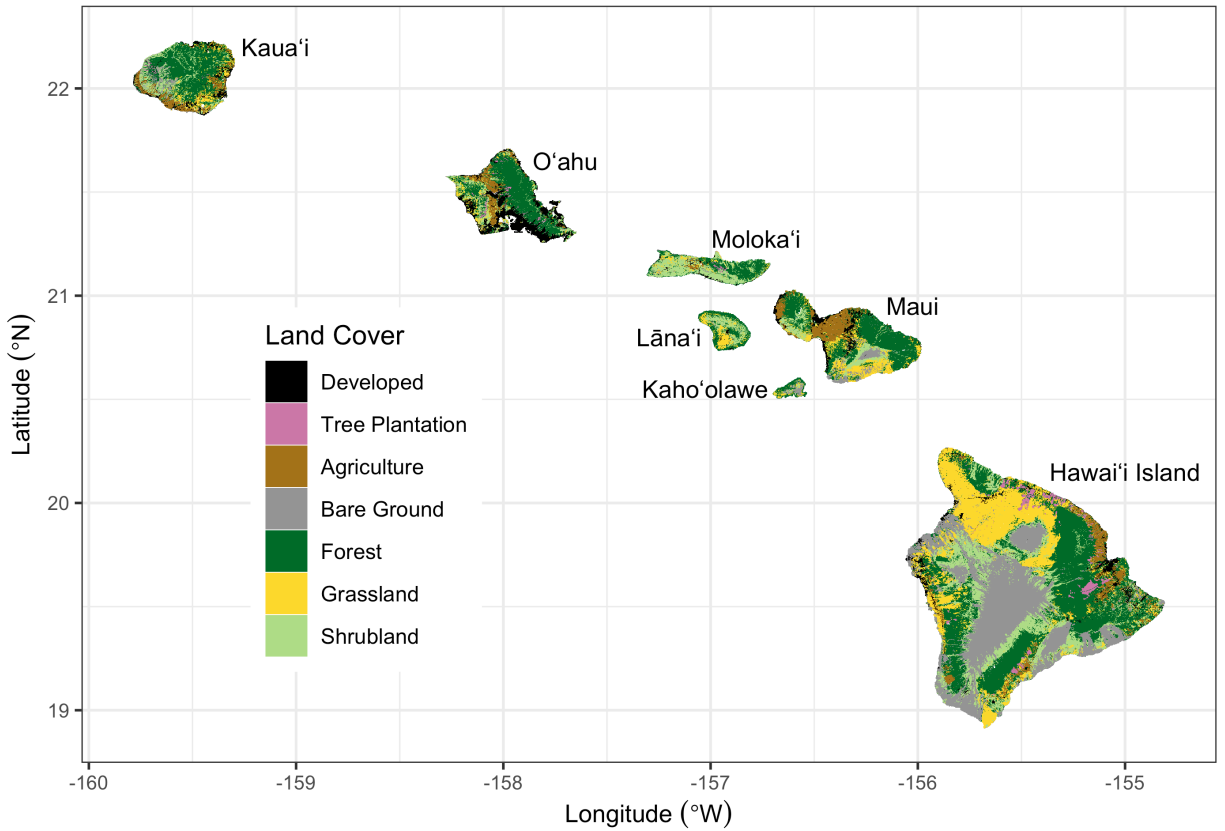 Kauaʻi
Oʻahu
Molokaʻi
Maui
Lānaʻi
Kahoʻolawe
Hawaiʻi Island
Land Cover
Developed
Tree Plantation
Agriculture
Bare Ground
Forest
Grassland
Shrubland
Latitude (°N)
22
21
20
19
-160
-159
-158
-157
-156
-155
Longitude (°W)